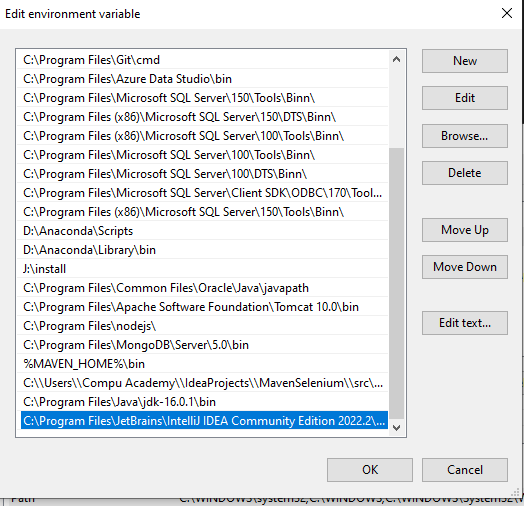 Edit environment variable
C:\Program Files\Git\cmd
New
C:\Program Files\Azure Data Studio\bin
C:\Program Files\Microsoft SQL Server\150\Tools\Binn\
Edit
C:\Program Files (x86)\Microsoft SQL Server\150\DTS\Binn\
C:\Program Files (x86)\Microsoft SQL Server\100\Tools\Binn\
Browse...
C:\Program Files\Microsoft SQL Server\100\Tools\Binn\
C:\Program Files\Microsoft SQL Server\100\DTS\Binn\
Delete
C:\Program Files\Microsoft SQL Server\Client SDK\ODBC\170\Tool...
C:\Program Files (x86)\Microsoft SQL Server\150\Tools\Binn\
D:\Anaconda\Scripts
Move Up
D:\Anaconda\Library\bin
J:\install
Move Down
C:\Program Files\Common Files\Oracle\Java\javapath
C:\Program Files\Apache Software Foundation\Tomcat 10.0\bin
C:\Program Files\nodejs\
Edit text...
C:\Program Files\MongoDB\Server\5.0\bin
%MAVEN_HOME%\bin
C:\\Users\\Compu Academy\\IdeaProjects\\MavenSelenium\\src\...
C:\Program Files\Java\jdk-16.0.1\bin
C:\Program Files\JetBrains\IntelliJ IDEA Community Edition 2022.2\...
OK
Cancel
Path
C:\WINDOWS\system32;C:\WINDOWS;C:\WINDOWS\System32\W